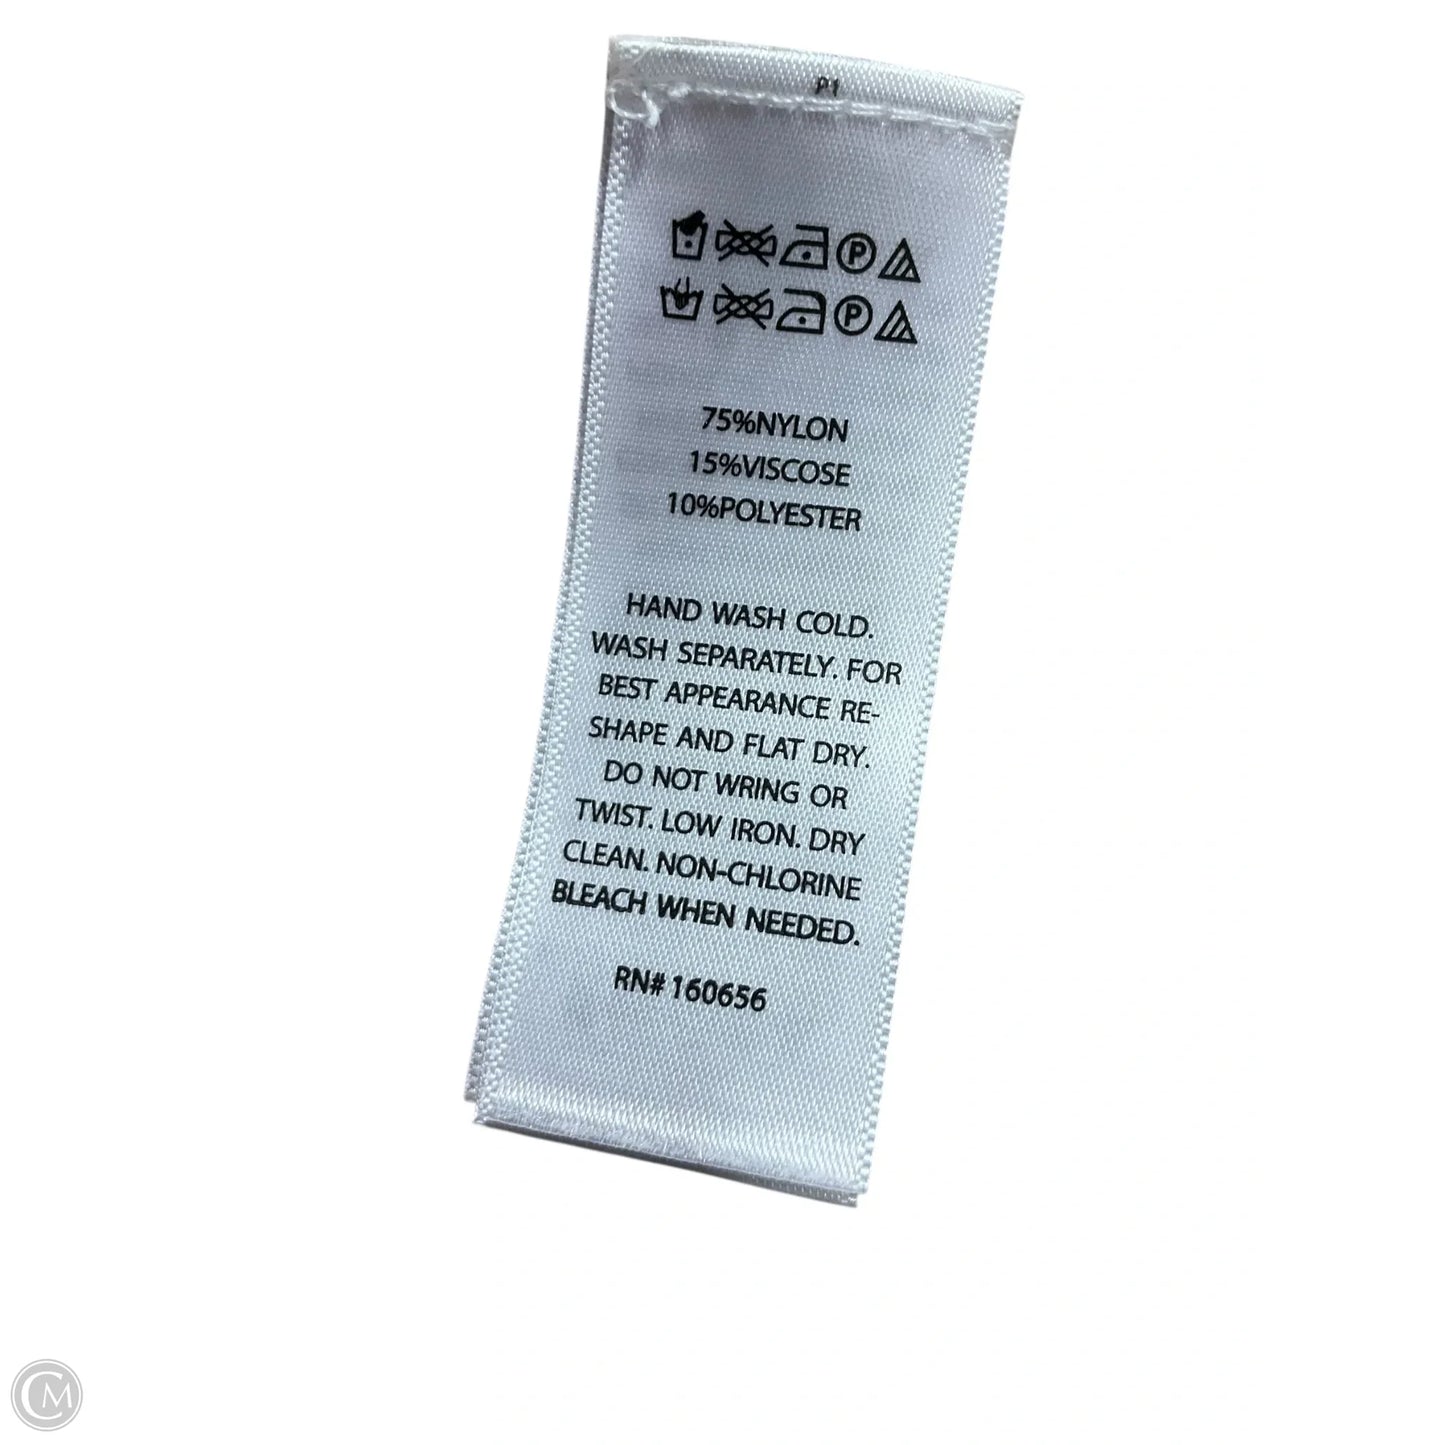 P1
P
P
75%NYLON
15%VISCOSE
10%POLYESTER
HAND WASH COLD.
WASH SEPARATELY. FOR
BEST APPEARANCE RE-
SHAPE AND FLAT DRY.
DO NOT WRING OR
TWIST. LOW IRON. DRY
CLEAN. NON-CHLORINE
BLEACH WHEN NEEDED.
RN# 160656
CM